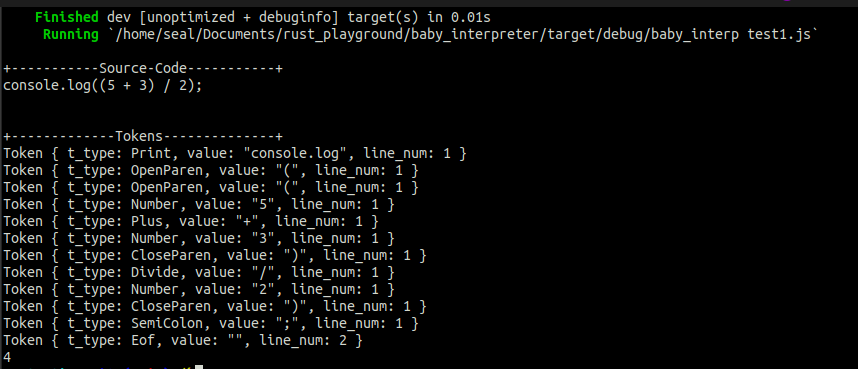 Finished dev [unoptimized + debuginfo] target(s) in 0.01s
Running `/home/seal/Documents/rust_playground/baby_interpreter/target/debug/baby_interp test1.js`
+-----------Source-Code-----------+
console.log((5 + 3) / 2);
+-------------Tokens--------------+
Token { t_type: Print, value: "console.log", line_num: 1 }
Token { t_type: OpenParen, value: "(", line_num: 1 }
Token { t_type: OpenParen, value: "(", line_num: 1 }
Token { t_type: Number, value: "5", line_num: 1 }
Token { t_type: Plus, value: "+", line_num: 1 }
Token { t_type: Number, value: "3", line_num: 1 }
Token { t_type: CloseParen, value: ")", line_num: 1 }
Token { t_type: Divide, value: "/", line_num: 1 }
Token { t_type: Number, value: "2", line_num: 1 }
Token { t_type: CloseParen, value: ")", line_num: 1 }
Token { t_type: SemiColon, value: ";", line_num: 1 }
Token { t_type: Eof, value: "", line_num: 2 }
4